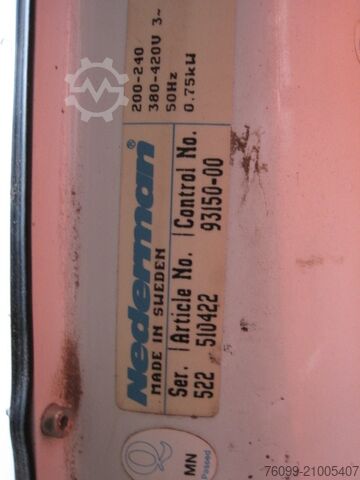 Nederman®
MADE IN SWEDEN
Ser. | Article No. | Control No.
522 510422 93150-00
200-240
380-420V 3~
50Hz
0.75kW
MN
Passed
76099-21005407